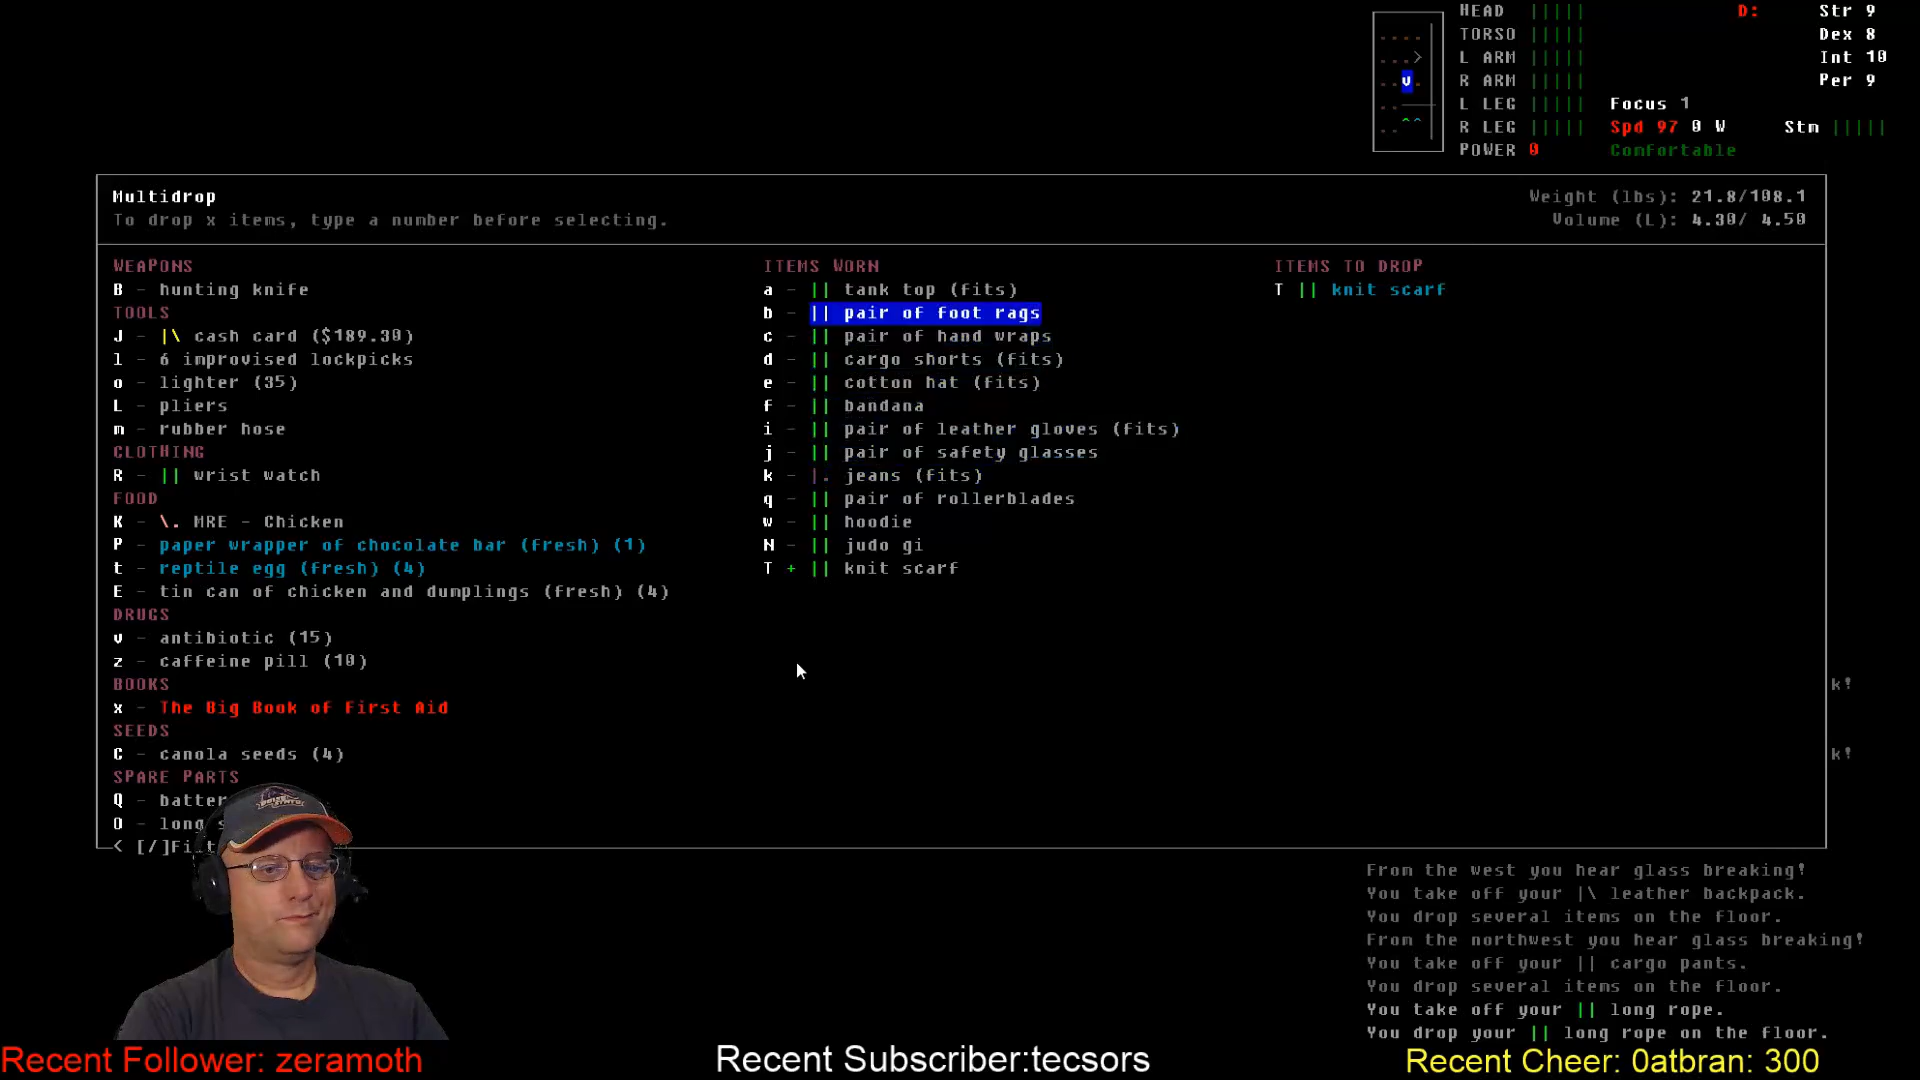 HEAD ||||| D: Str 9
TORSO ||||| Dex 8
L ARM ||||| Int 10
R ARM ||||| Per 9
L LEG ||||| Focus 1
R LEG ||||| Spd 97 0 W Stm |||||
POWER 0 Comfortable
Multidrop
To drop x items, type a number before selecting.
Weight (lbs): 21.8/108.1
Volume (L): 4.30/ 4.50
WEAPONS
B - hunting knife
TOOLS
J - |\ cash card ($189.30)
l - 6 improvised lockpicks
o - lighter (35)
L - pliers
m - rubber hose
CLOTHING
R - || wrist watch
FOOD
K - \. MRE - Chicken
P - paper wrapper of chocolate bar (fresh) (1)
t - reptile egg (fresh) (4)
E - tin can of chicken and dumplings (fresh) (4)
DRUGS
v - antibiotic (15)
z - caffeine pill (10)
BOOKS
x - The Big Book of First Aid
SEEDS
C - canola seeds (4)
SPARE PARTS
Q - batter
O - long s
< [/]Filt
ITEMS WORN
a - || tank top (fits)
b - || pair of foot rags
c - || pair of hand wraps
d - || cargo shorts (fits)
e - || cotton hat (fits)
f - || bandana
i - || pair of leather gloves (fits)
j - || pair of safety glasses
k - |. jeans (fits)
q - || pair of rollerblades
w - || hoodie
N - || judo gi
T + || knit scarf
ITEMS TO DROP
T || knit scarf
k!
k!
From the west you hear glass breaking!
You take off your |\ leather backpack.
You drop several items on the floor.
From the northwest you hear glass breaking!
You take off your || cargo pants.
You drop several items on the floor.
You take off your || long rope.
You drop your || long rope on the floor.
Recent Follower: zeramoth
Recent Subscriber:tecsors
Recent Cheer: 0atbran: 300